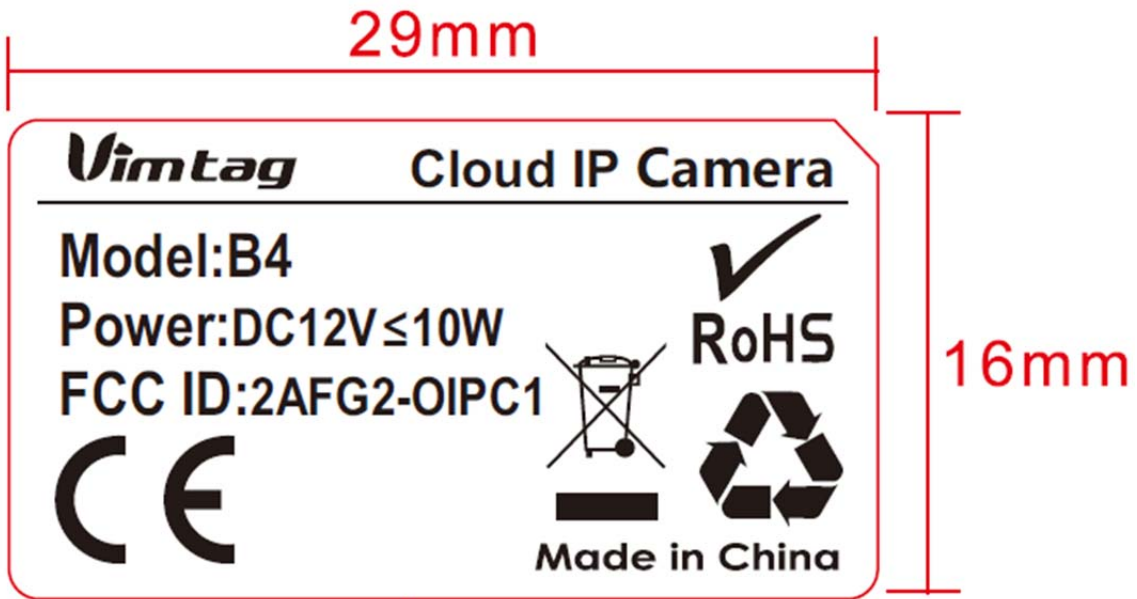 29mm
Vimtag Cloud IP Camera
Model:B4
Power:DC12V≤10W
RoHS
16mm
FCC ID:2AFG2-OIPC1
CE
Made in China